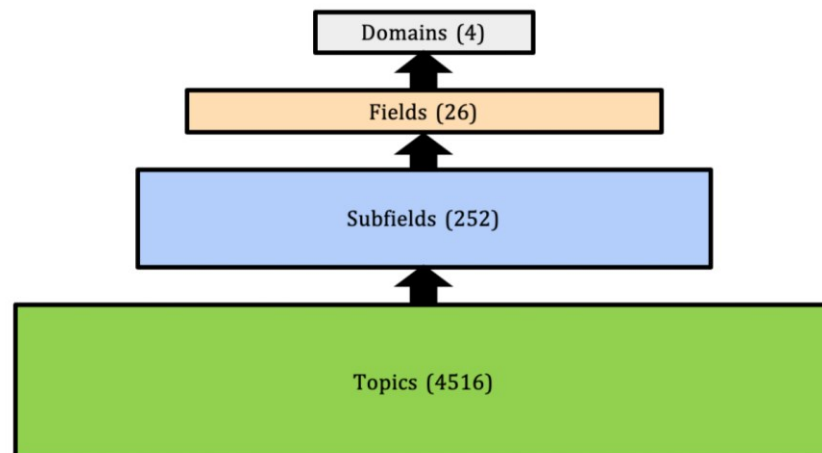 Domains (4)
Fields (26)
Subfields (252)
Topics (4516)